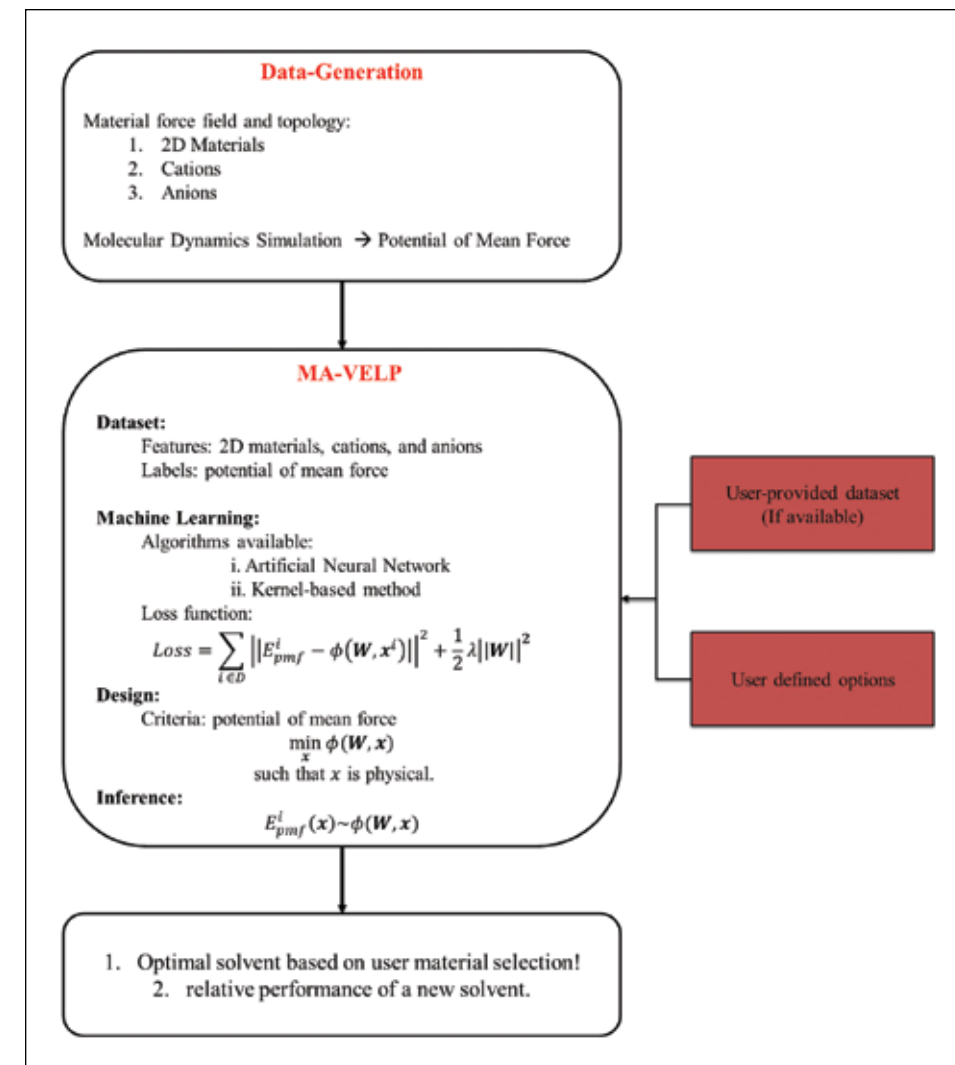 Data-Generation
Material force field and topology:
1. 2D Materials
2. Cations
3. Anions
Molecular Dynamics Simulation → Potential of Mean Force
MA-VELP
Dataset:
Features: 2D materials, cations, and anions
Labels: potential of mean force
Machine Learning:
Algorithms available:
i. Artificial Neural Network
ii. Kernel-based method
Loss function:
Loss = ∑_{i∈D} ||E^i_{pmf} − ϕ(W, x^i)||^2 + 1/2 λ||W||^2
Design:
Criteria: potential of mean force
min_x ϕ(W, x)
such that x is physical.
Inference:
E^i_{pmf}(x)~ϕ(W, x)
User-provided dataset
(If available)
User defined options
1. Optimal solvent based on user material selection!
2. relative performance of a new solvent.